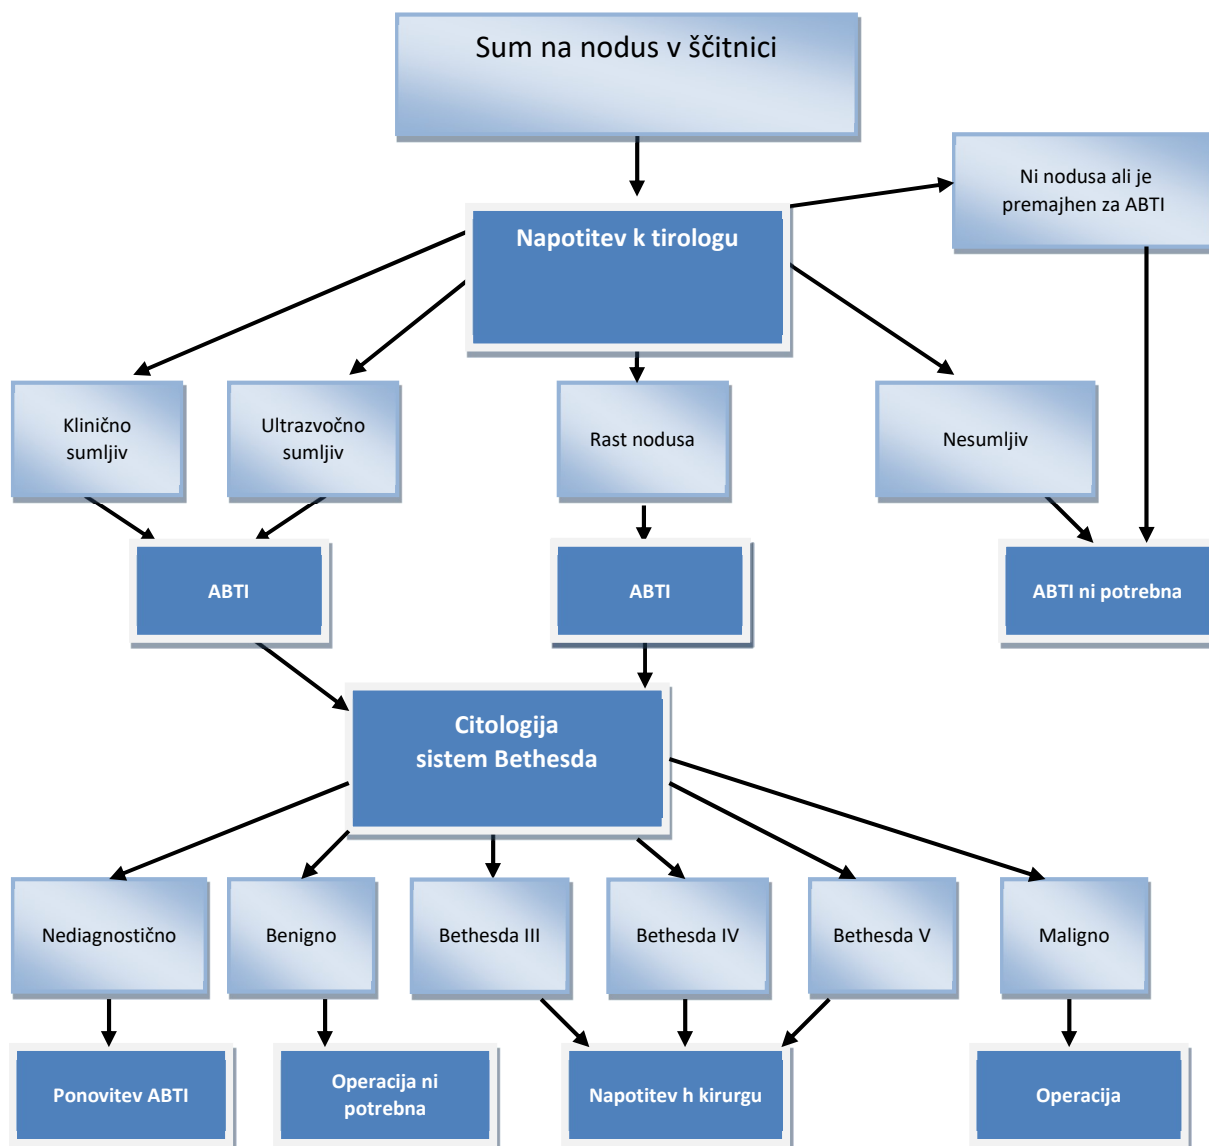 Sum na nodus v ščitnici
Ni nodusa ali je
premajhen za ABTI
Napotitev k tirologu
Klinično
sumljiv
Ultrazvočno
sumljiv
Rast nodusa
Nesumljiv
ABTI
ABTI
ABTI ni potrebna
Citologija
sistem Bethesda
Nediagnostično
Benigno
Bethesda III
Bethesda IV
Bethesda V
Maligno
Ponovitev ABTI
Operacija ni
potrebna
Napotitev h kirurgu
Operacija